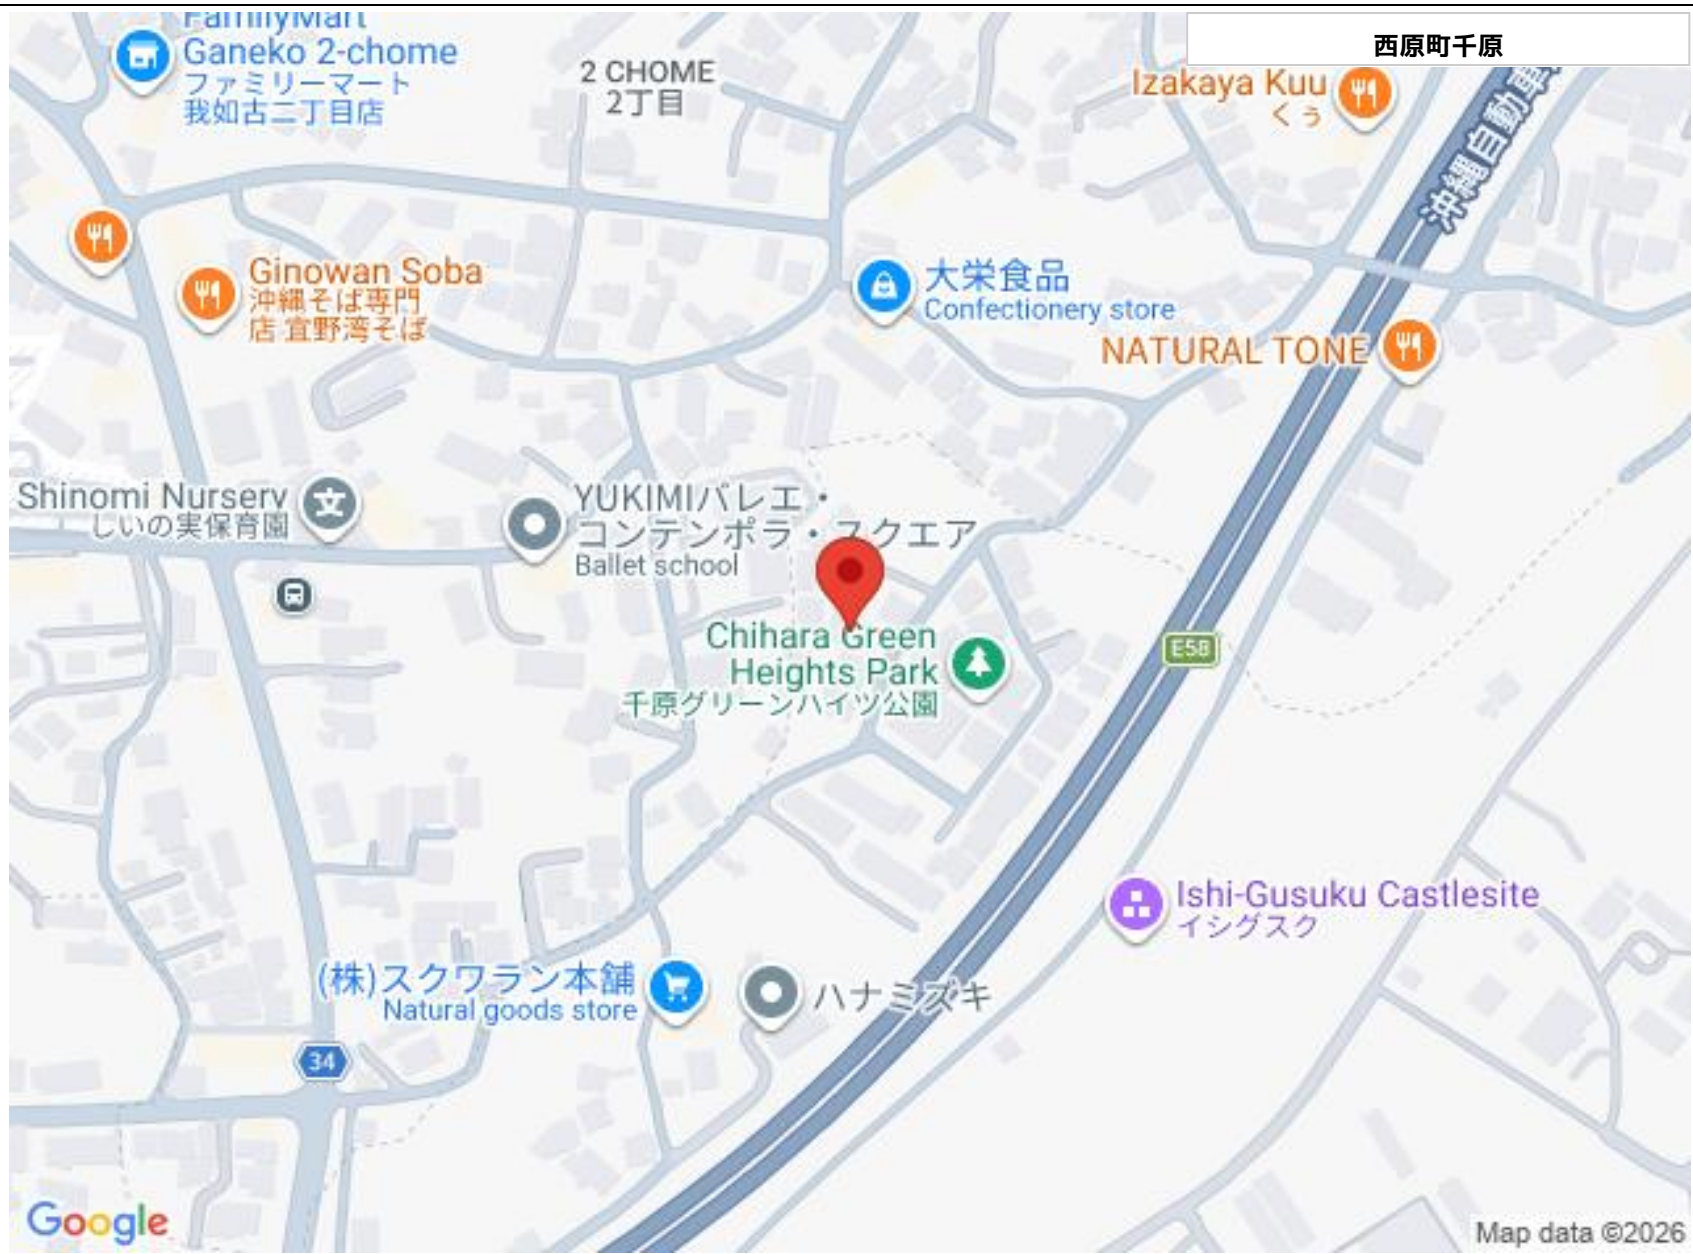 FamilyMart
Ganeko 2-chome
ファミリーマート
我如古二丁目店
2 CHOME
2丁目
西原町千原
Izakaya Kuu
くぅ
沖縄自動車
Ginowan Soba
沖縄そば専門
店 宜野湾そば
大栄食品
Confectionery store
NATURAL TONE
Shinomi Nursery
しいの実保育園
YUKIMIバレエ・
コンテンポラ・スクエア
Ballet school
Chihara Green
Heights Park
千原グリーンハイツ公園
E58
Ishi-Gusuku Castlesite
イシグスク
(株)スクワラン本舗
Natural goods store
ハナミズキ
34
Google
Map data ©2026